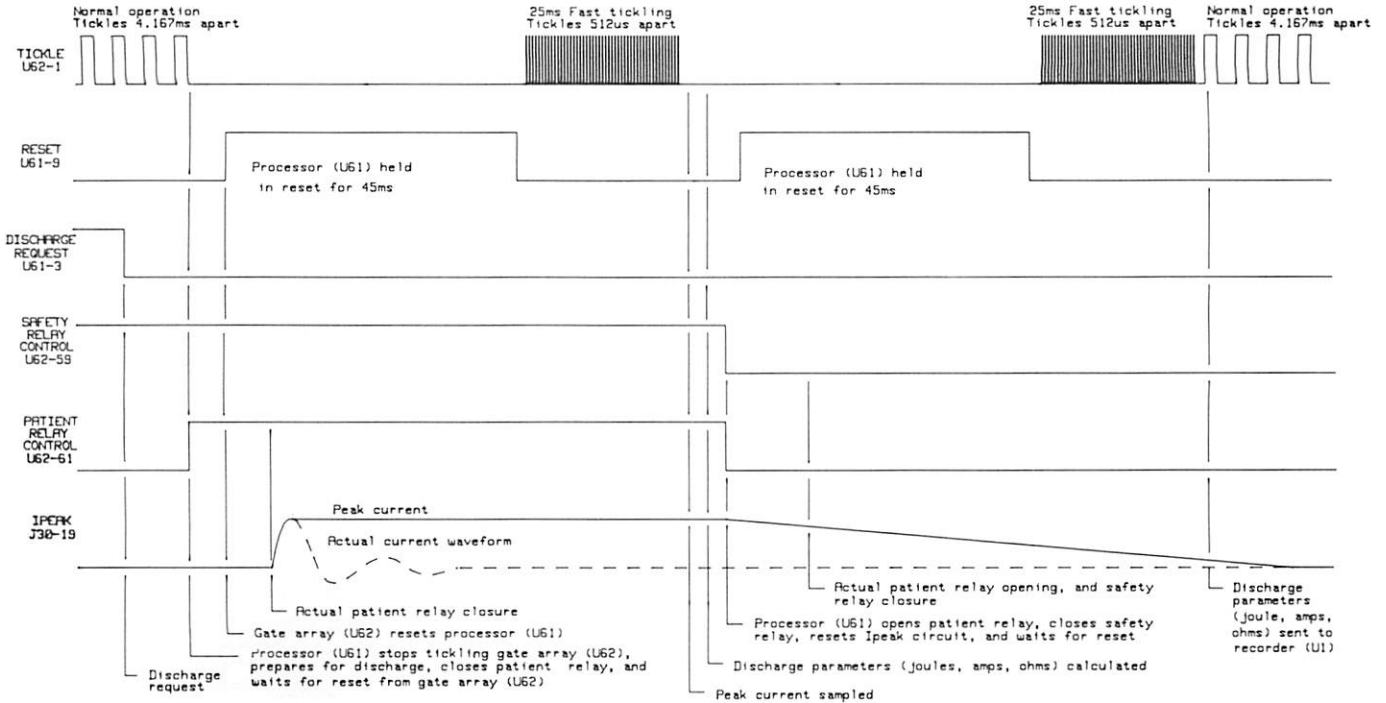 Normal operation
Tickles 4.167ms apart
25ms Fast tickling
Tickles 512us apart
25ms Fast tickling
Tickles 512us apart
Normal operation
Tickles 4.167ms apart
TICKLE
U62-1
RESET
U61-9
Processor (U61) held
in reset for 45ms
Processor (U61) held
in reset for 45ms
DISCHARGE
REQUEST
U61-3
SAFETY
RELAY
CONTROL
U62-59
PATIENT
RELAY
CONTROL
U62-61
IPEAK
J30-19
Peak current
Actual current waveform
Actual patient relay closure
Gate array (U62) resets processor (U61)
Processor (U61) stops tickling gate array (U62),
prepares for discharge, closes patient relay, and
waits for reset from gate array (U62)
Discharge
request
Actual patient relay opening, and safety
relay closure
Processor (U61) opens patient relay, closes safety
relay, resets Ipeak circuit, and waits for reset
Discharge parameters (joules, amps, ohms) calculated
Peak current sampled
Discharge
parameters
(joule, amps,
ohms) sent to
recorder (U1)